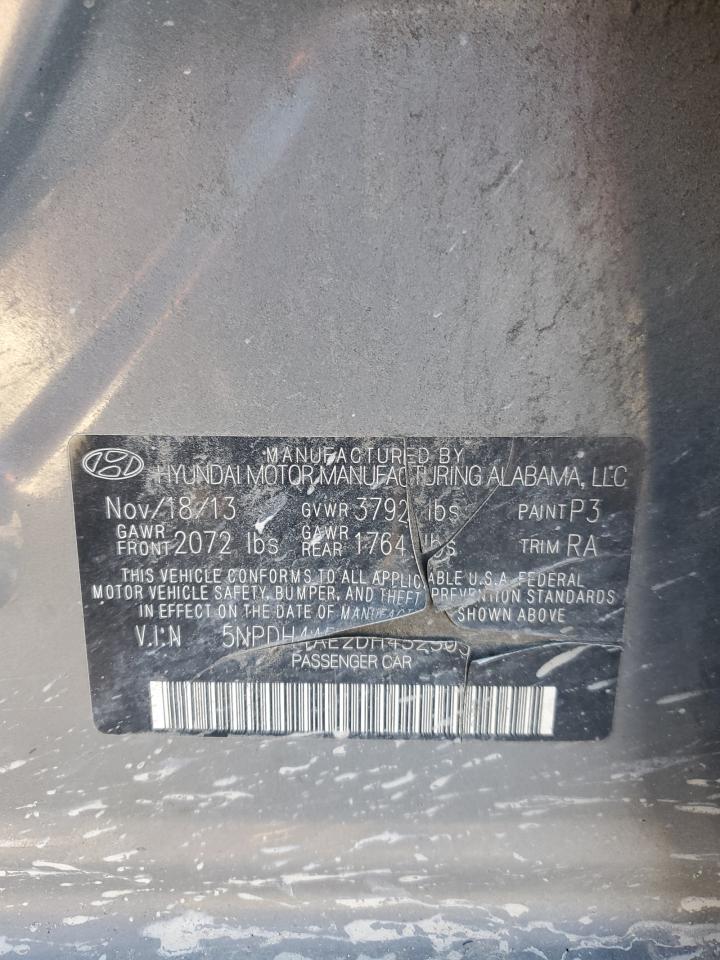 MANUFACTURED BY
HYUNDAI MOTOR MANUFACTURING ALABAMA, LLC
Nov/18/13 GVWR 3792 lbs PAINT P3
GAWR FRONT 2072 lbs GAWR REAR 1764 lbs TRIM RA
THIS VEHICLE CONFORMS TO ALL APPLICABLE U.S.A. FEDERAL
MOTOR VEHICLE SAFETY, BUMPER, AND THEFT PREVENTION STANDARDS
IN EFFECT ON THE DATE OF MANUFACTURE SHOWN ABOVE
V.I.N
PASSENGER CAR